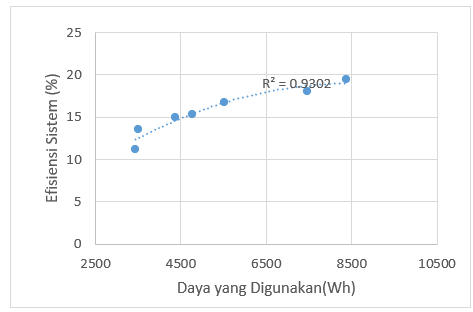 25
20
15
10
5
0
R² = 0.9302
Efisiensi Sistem (%)
2500 4500 6500 8500 10500
Daya yang Digunakan(Wh)